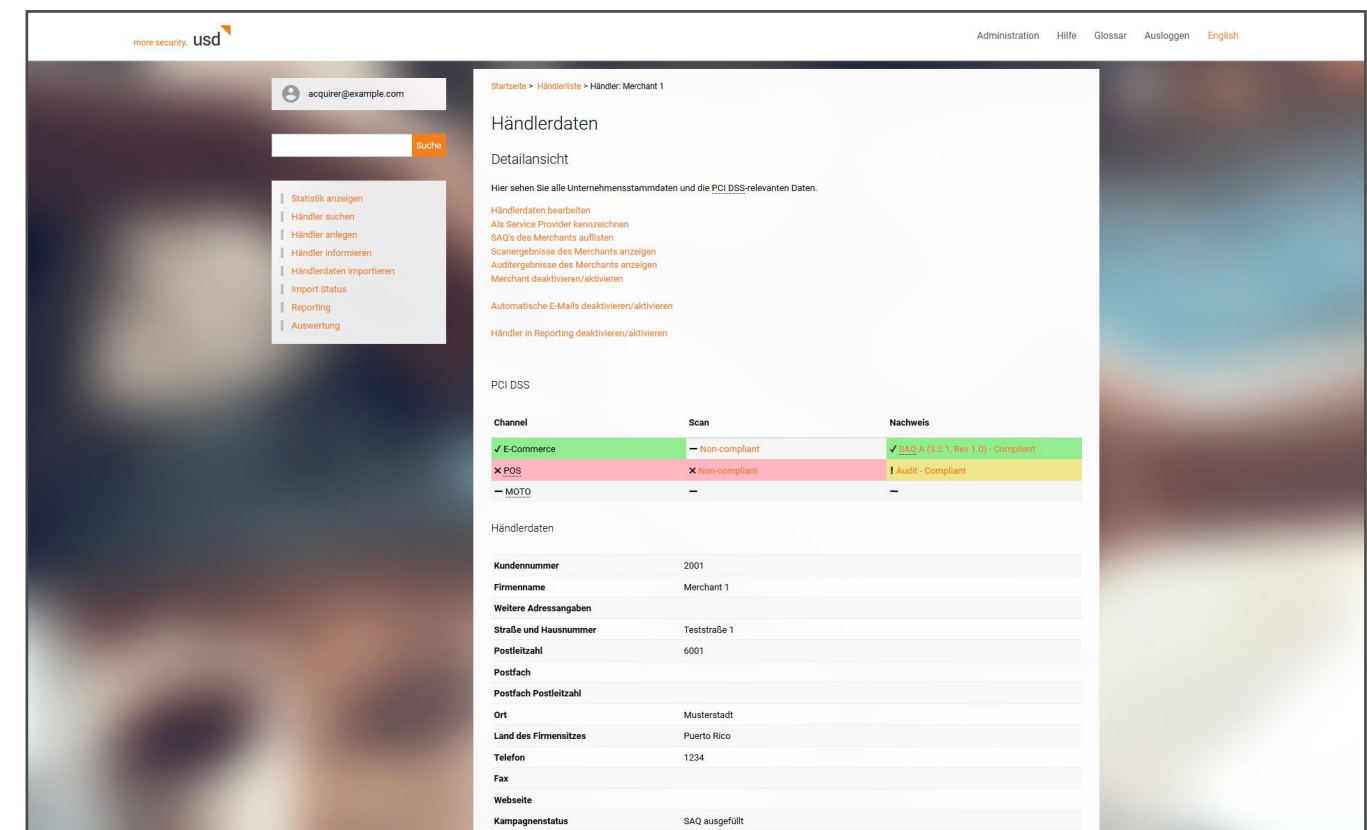 more security. usd
Administration Hilfe Glossar Ausloggen English
acquirer@example.com
Suche
Statistik anzeigen
Händler suchen
Händler anlegen
Händler informieren
Händlerdaten importieren
Import Status
Reporting
Auswertung
Startseite > Händlerliste > Händler: Merchant 1
Händlerdaten
Detailansicht
Hier sehen Sie alle Unternehmensstammdaten und die PCI DSS-relevanten Daten.
Händlerdaten bearbeiten
Als Service Provider kennzeichnen
SAQ's des Merchants auflisten
Scanergebnisse des Merchants anzeigen
Auditergebnisse des Merchants anzeigen
Merchant deaktivieren/aktivieren
Automatische E-Mails deaktivieren/aktivieren
Händler in Reporting deaktivieren/aktivieren
PCI DSS
Channel Scan Nachweis
✓ E-Commerce – Non-compliant ✓ SAQ A (3.2.1, Rev 1.0) - Compliant
✕ POS ✕ Non-compliant ! Audit - Compliant
– MOTO – –
Händlerdaten
Kundennummer 2001
Firmenname Merchant 1
Weitere Adressangaben
Straße und Hausnummer Teststraße 1
Postleitzahl 6001
Postfach
Postfach Postleitzahl
Ort Musterstadt
Land des Firmensitzes Puerto Rico
Telefon 1234
Fax
Webseite
Kampagnenstatus SAQ ausgefüllt